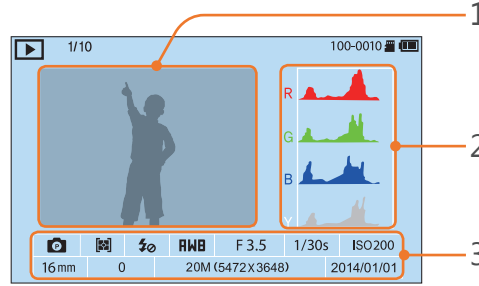 1
1/10
100-0010
R
G
2
B
Y
P
AWB
F 3.5
1/30s
ISO200
3
16mm
0
20M (5472X3648)
2014/01/01